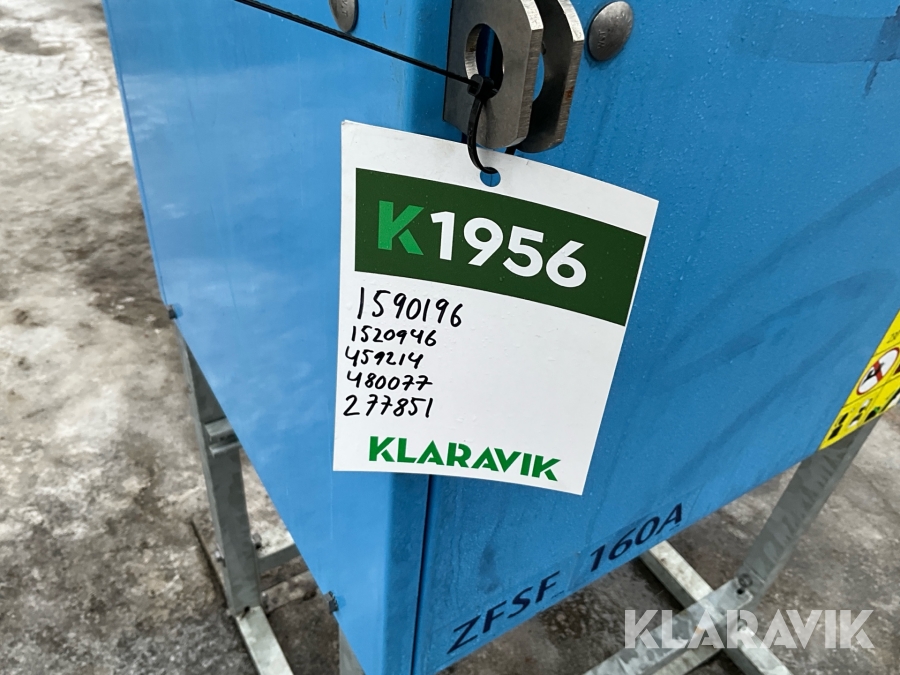 K1956
1590196
1520946
459214
480077
277851
KLARAVIK
ZFSF 160A
KLARAVIK